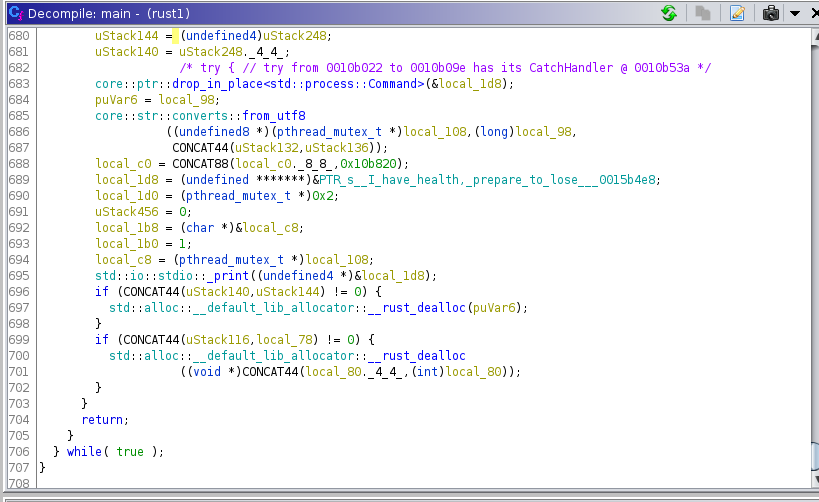 Decompile: main - (rust1)
680 uStack144 = (undefined4)uStack248;
681 uStack140 = uStack248._4_4_;
682 /* try { // try from 0010b022 to 0010b09e has its CatchHandler @ 0010b53a */
683 core::ptr::drop_in_place<std::process::Command>(&local_1d8);
684 puVar6 = local_98;
685 core::str::converts::from_utf8
686 ((undefined8 *)(pthread_mutex_t *)local_108,(long)local_98,
687 CONCAT44(uStack132,uStack136));
688 local_c0 = CONCAT88(local_c0._8_8_,0x10b820);
689 local_1d8 = (undefined *******)&PTR_s__I_have_health,_prepare_to_lose___0015b4e8;
690 local_1d0 = (pthread_mutex_t *)0x2;
691 uStack456 = 0;
692 local_1b8 = (char *)&local_c8;
693 local_1b0 = 1;
694 local_c8 = (pthread_mutex_t *)local_108;
695 std::io::stdio::_print((undefined4 *)&local_1d8);
696 if (CONCAT44(uStack140,uStack144) != 0) {
697 std::alloc::__default_lib_allocator::__rust_dealloc(puVar6);
698 }
699 if (CONCAT44(uStack116,local_78) != 0) {
700 std::alloc::__default_lib_allocator::__rust_dealloc
701 ((void *)CONCAT44(local_80._4_4_,(int)local_80));
702 }
703 }
704 return;
705 }
706 } while( true );
707 }
708